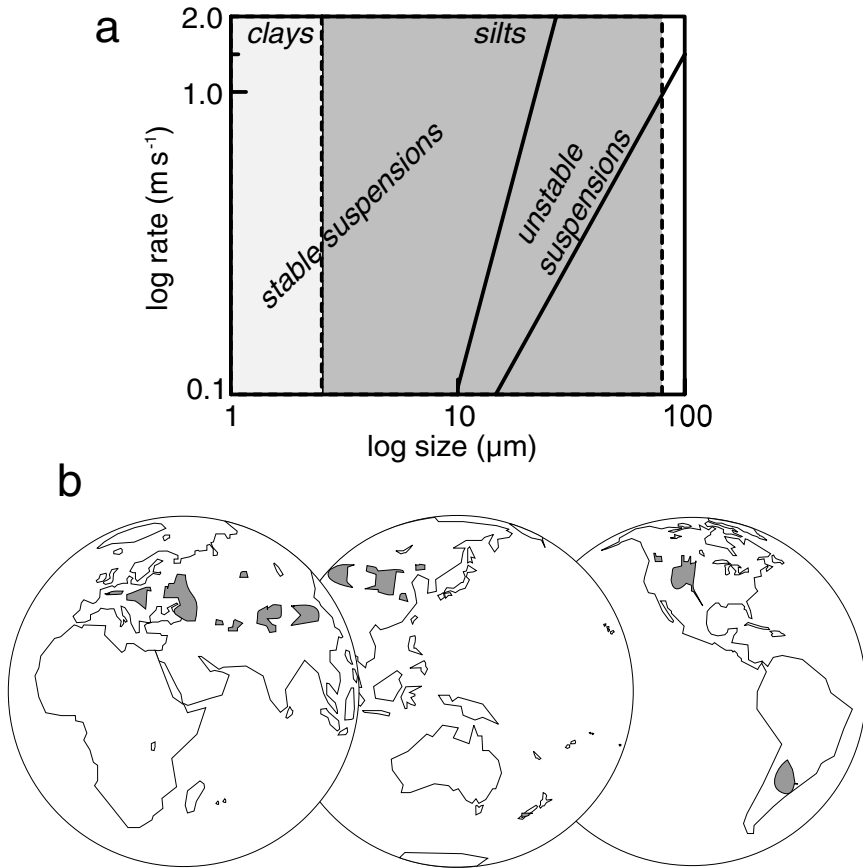 a
2.0
clays
silts
1.0
log rate (m s⁻¹)
stable suspensions
unstable
suspensions
0.1
1
10
100
log size (µm)
b